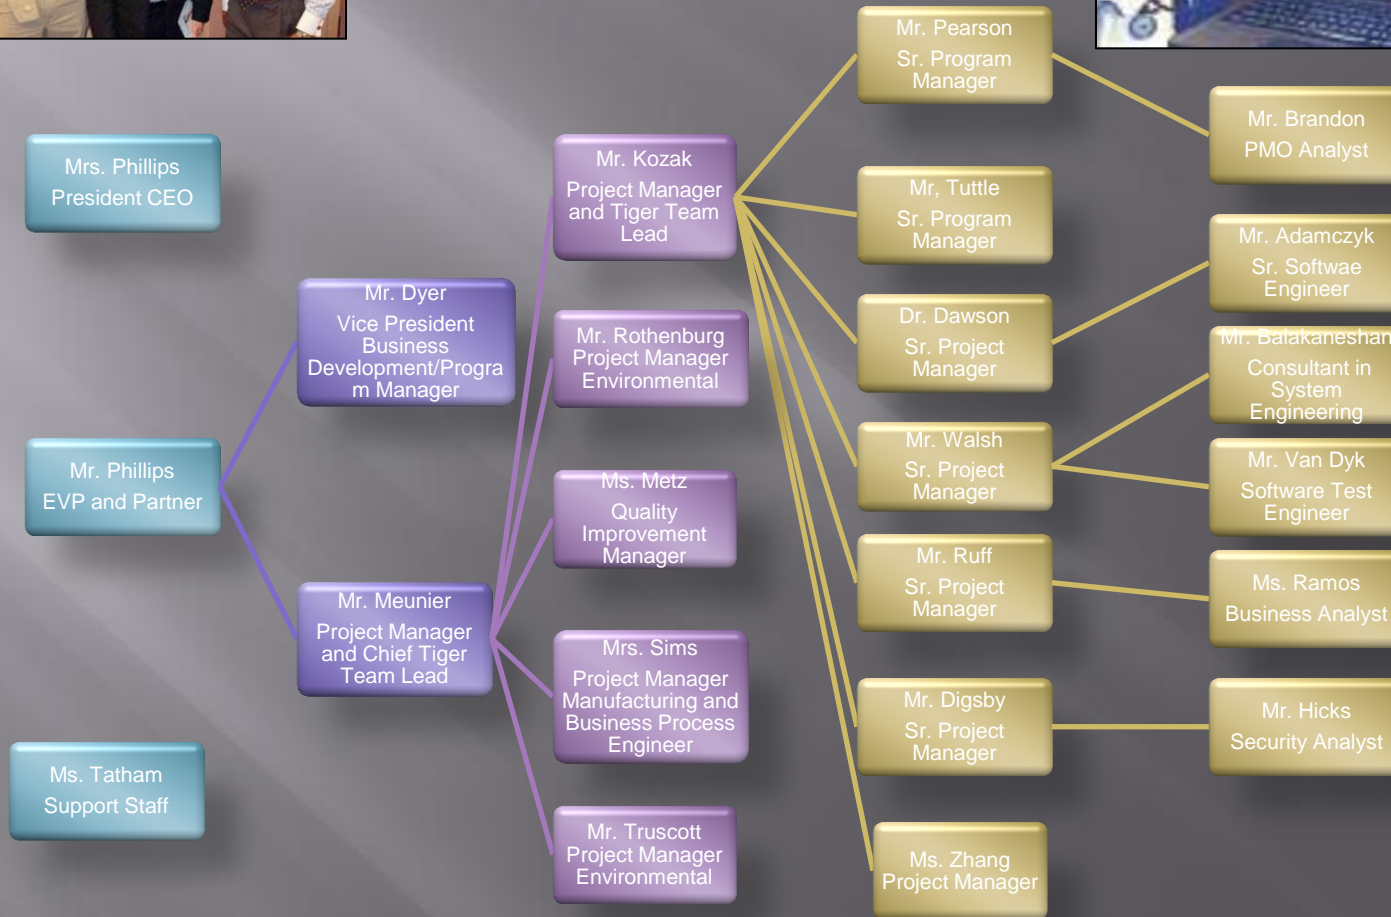 Mrs. Phillips
President CEO
Mr. Phillips
EVP and Partner
Ms. Tatham
Support Staff
Mr. Dyer
Vice President
Business
Development/Progra
m Manager
Mr. Meunier
Project Manager
and Chief Tiger
Team Lead
Mr. Kozak
Project Manager
and Tiger Team
Lead
Mr. Rothenburg
Project Manager
Environmental
Ms. Metz
Quality
Improvement
Manager
Mrs. Sims
Project Manager
Manufacturing and
Business Process
Engineer
Mr. Truscott
Project Manager
Environmental
Mr. Pearson
Sr. Program
Manager
Mr, Tuttle
Sr. Program
Manager
Dr. Dawson
Sr. Project
Manager
Mr. Walsh
Sr. Project
Manager
Mr. Ruff
Sr. Project
Manager
Mr. Digsby
Sr. Project
Manager
Ms. Zhang
Project Manager
Mr. Brandon
PMO Analyst
Mr. Adamczyk
Sr. Softwae
Engineer
Mr. Balakaneshan
Consultant in
System
Engineering
Mr. Van Dyk
Software Test
Engineer
Ms. Ramos
Business Analyst
Mr. Hicks
Security Analyst